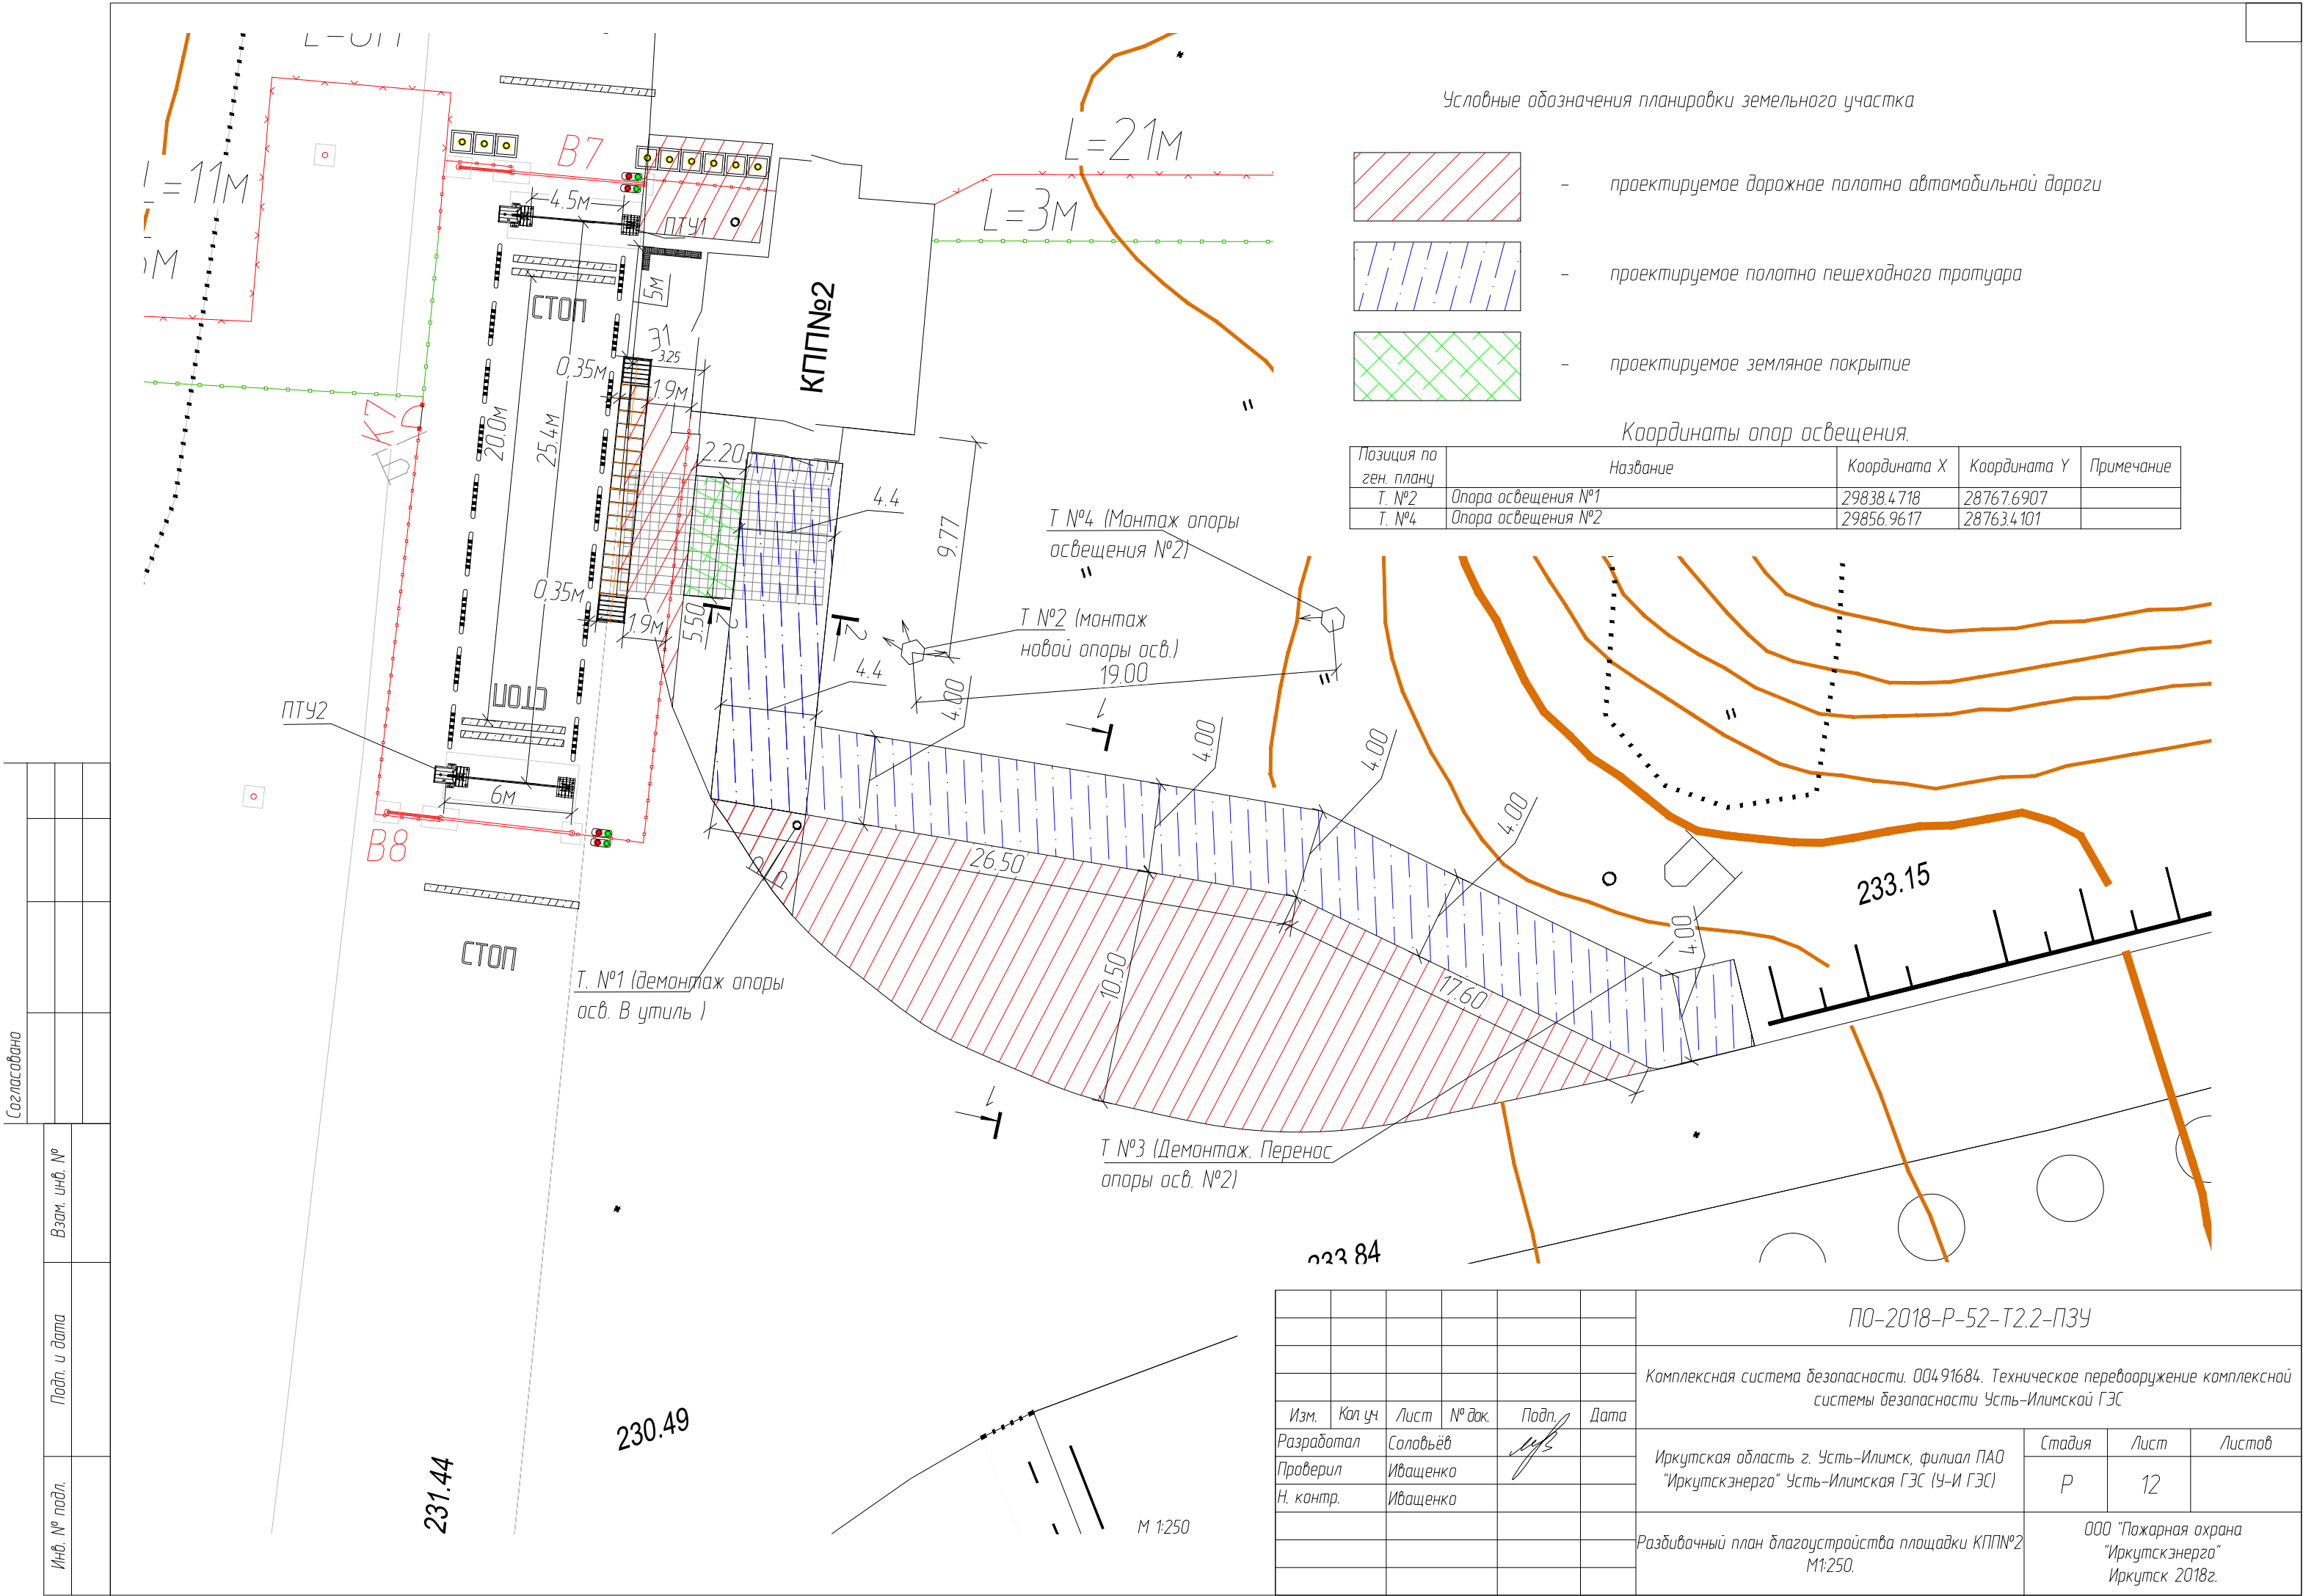 Условные обозначения планировки земельного участка
- проектируемое дорожное полотно автомобильной дороги
- проектируемое полотно пешеходного тротуара
- проектируемое земляное покрытие
Координаты опор освещения.
Позиция по ген. плану Название Координата X Координата Y Примечание
Т. №2 Опора освещения №1 29838.4718 28767.6907
Т. №4 Опора освещения №2 29856.9617 28763.4101
L=21м
L=3м
=11м
В7
4.5м
ПТУ1
СТОП
5м
Э1
3.25
0,35м
1.9м
КПП№2
К7
20.0м
25.4м
2.20
4.4
9.77
Т №4 (Монтаж опоры
освещения №2)
0,35м
1.9м
5.50
2
2
Т №2 (монтаж
новой опоры осв.)
19.00
4.4
4.00
1
4.00
4.00
4.00
4.00
СТОП
ПТУ2
6м
В8
26.50
10.50
17.60
233.15
СТОП
Т. №1 (демонтаж опоры
осв. В утиль )
1
Т №3 (Демонтаж. Перенос
опоры осв. №2)
233.84
230.49
231.44
М 1:250
Согласовано
Взам. инв. №
Подп. и дата
Инв. № подл.
ПО-2018-Р-52-Т2.2-ПЗУ
Комплексная система безопасности. 00491684. Техническое перевооружение комплексной
системы безопасности Усть-Илимской ГЭС
Изм. Кол уч Лист № док. Подп. Дата
Разработал Соловьёв
Проверил Иващенко
Н. контр. Иващенко
Иркутская область г. Усть-Илимск, филиал ПАО
"Иркутскэнерго" Усть-Илимская ГЭС (У-И ГЭС)
Стадия Лист Листов
Р 12
Разбивочный план благоустройства площадки КПП№2
М1:250.
ООО "Пожарная охрана
"Иркутскэнерго"
Иркутск 2018г.